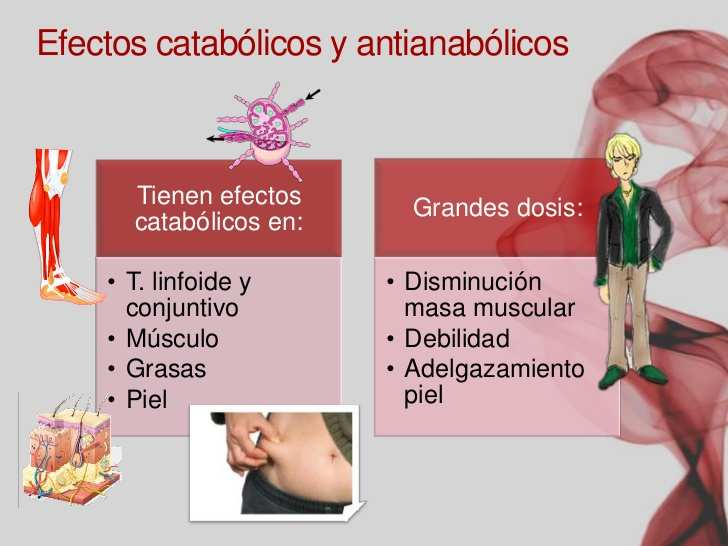 Efectos catabólicos y antianabólicos
Tienen efectos
catabólicos en:
• T. linfoide y
conjuntivo
• Músculo
• Grasas
• Piel
Grandes dosis:
• Disminución
masa muscular
• Debilidad
• Adelgazamiento
piel